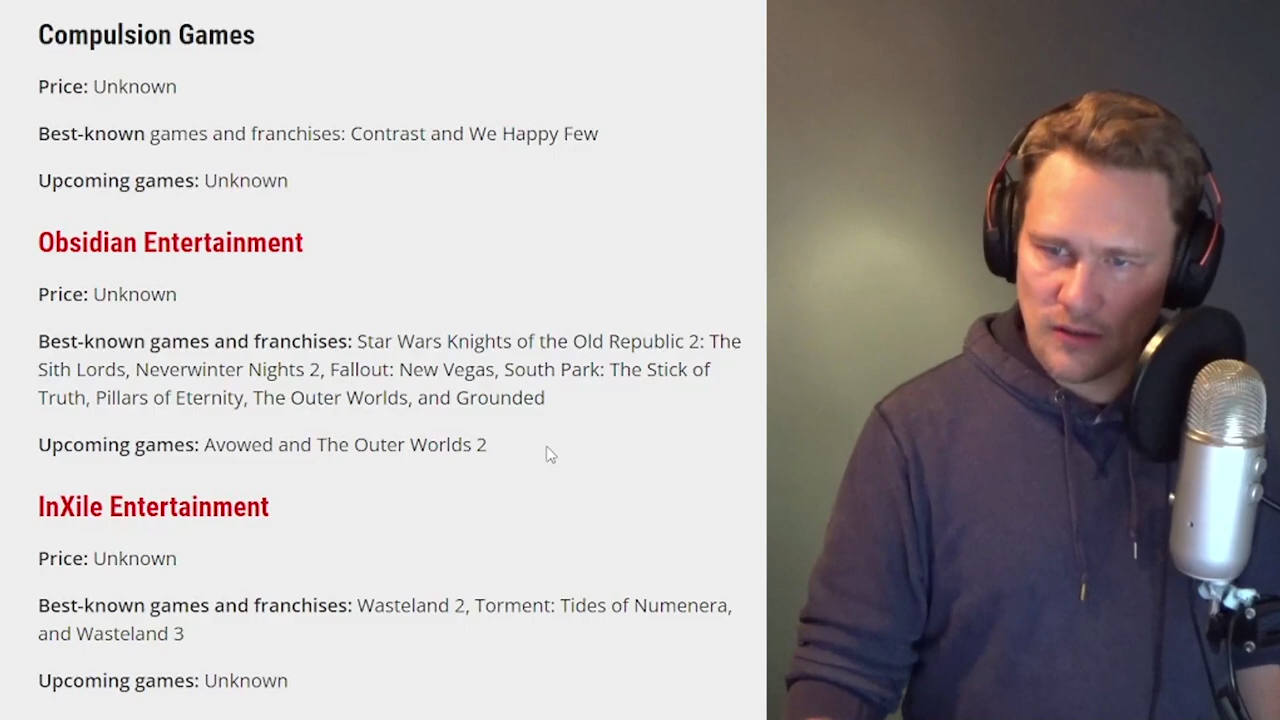 Compulsion Games
Price: Unknown
Best-known games and franchises: Contrast and We Happy Few
Upcoming games: Unknown
Obsidian Entertainment
Price: Unknown
Best-known games and franchises: Star Wars Knights of the Old Republic 2: The
Sith Lords, Neverwinter Nights 2, Fallout: New Vegas, South Park: The Stick of
Truth, Pillars of Eternity, The Outer Worlds, and Grounded
Upcoming games: Avowed and The Outer Worlds 2
InXile Entertainment
Price: Unknown
Best-known games and franchises: Wasteland 2, Torment: Tides of Numenera,
and Wasteland 3
Upcoming games: Unknown